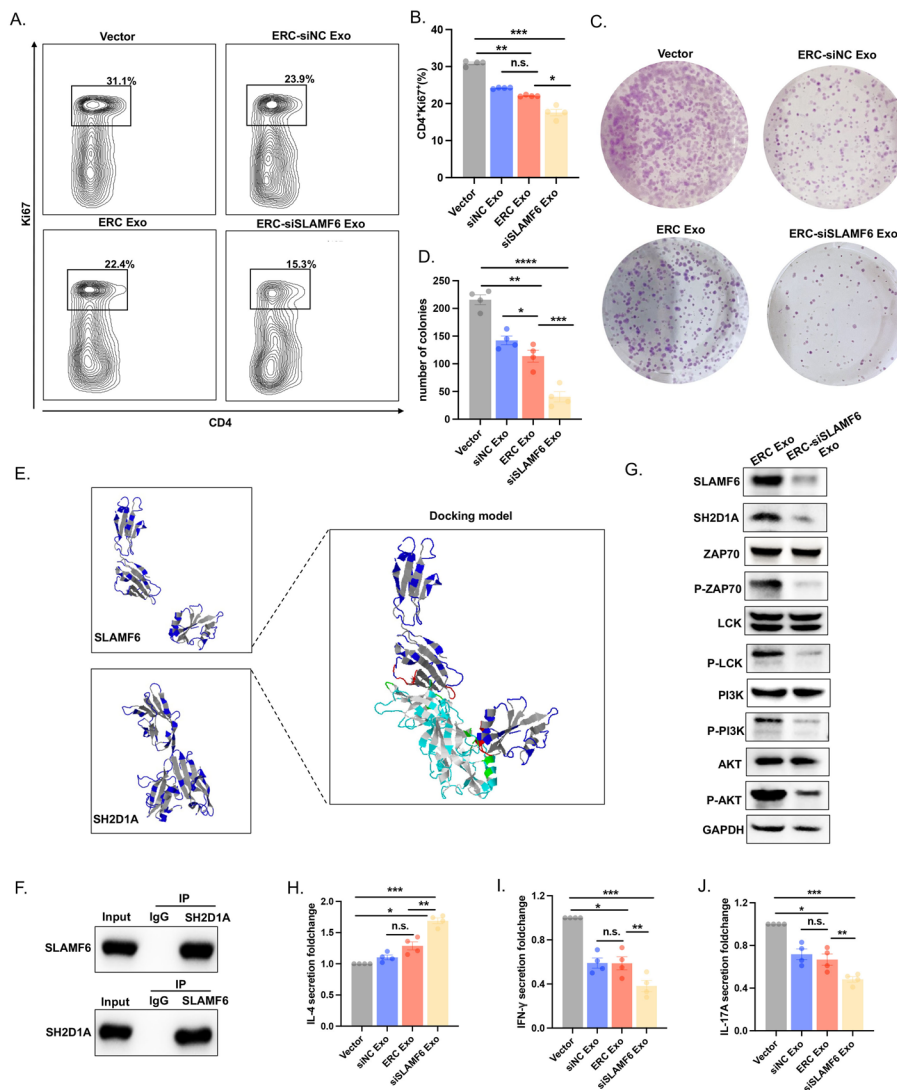 A.
Vector
ERC-siNC Exo
31.1%
23.9%
ERC Exo
ERC-siSLAMF6 Exo
22.4%
15.3%
Ki67
CD4
B.
***
**
n.s.
*
CD4⁺Ki67⁺(%)
40
30
20
10
0
Vector
siNC Exo
ERC Exo
siSLAMF6 Exo
C.
Vector
ERC-siNC Exo
ERC Exo
ERC-siSLAMF6 Exo
D.
****
**
*
***
number of colonies
250
200
150
100
50
0
Vector
siNC Exo
ERC Exo
siSLAMF6 Exo
E.
SLAMF6
SH2D1A
Docking model
F.
IP
Input IgG SH2D1A
SLAMF6
IP
Input IgG SLAMF6
SH2D1A
G.
ERC Exo
ERC-siSLAMF6
Exo
SLAMF6
SH2D1A
ZAP70
P-ZAP70
LCK
P-LCK
PI3K
P-PI3K
AKT
P-AKT
GAPDH
H.
***
*
**
n.s.
IL-4 secretion foldchange
2.0
1.5
1.0
0.5
0.0
Vector
siNC Exo
ERC Exo
siSLAMF6 Exo
I.
***
*
n.s.
**
IFN-γ secretion foldchange
1.2
0.8
0.4
0.0
Vector
siNC Exo
ERC Exo
siSLAMF6 Exo
J.
***
*
n.s.
**
IL-17A secretion foldchange
1.2
0.8
0.4
0.0
Vector
siNC Exo
ERC Exo
siSLAMF6 Exo